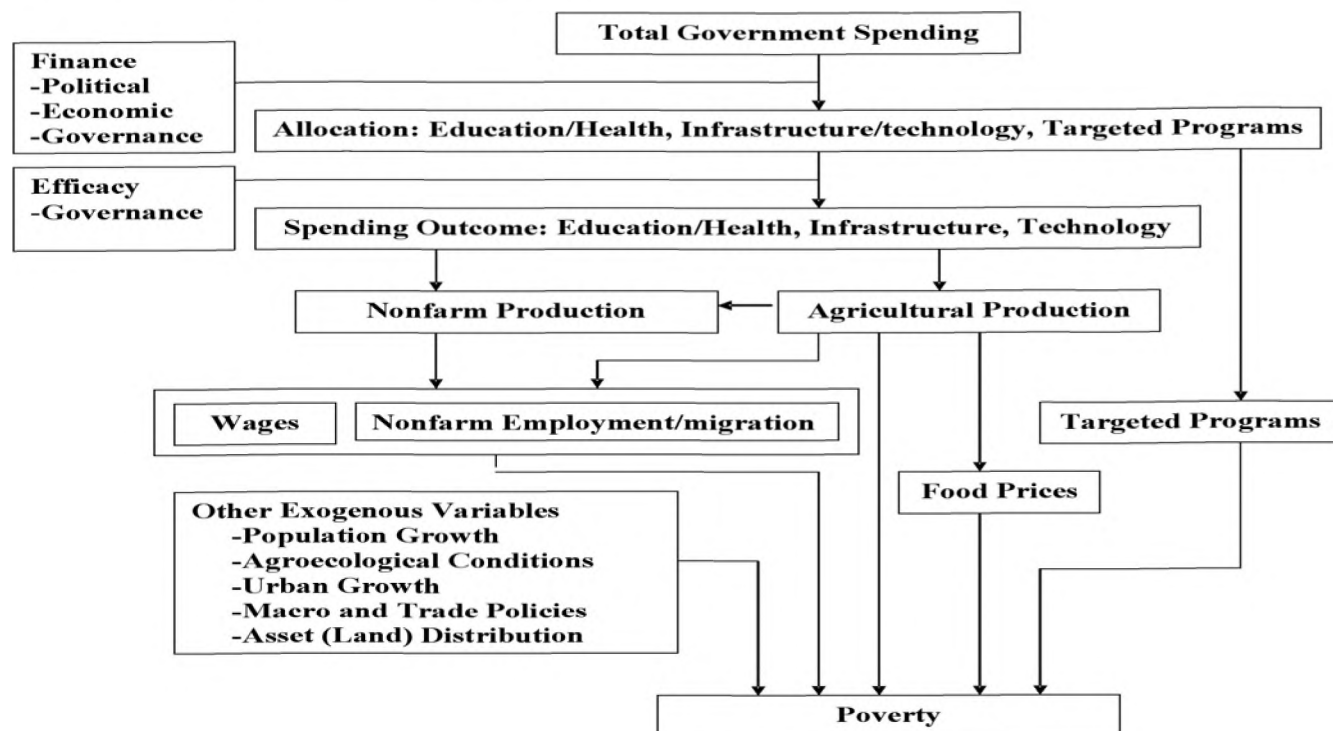 Total Government Spending
Finance
-Political
-Economic
-Governance
Allocation: Education/Health, Infrastructure/technology, Targeted Programs
Efficacy
-Governance
Spending Outcome: Education/Health, Infrastructure, Technology
Nonfarm Production
Agricultural Production
Wages
Nonfarm Employment/migration
Targeted Programs
Food Prices
Other Exogenous Variables
-Population Growth
-Agroecological Conditions
-Urban Growth
-Macro and Trade Policies
-Asset (Land) Distribution
Poverty